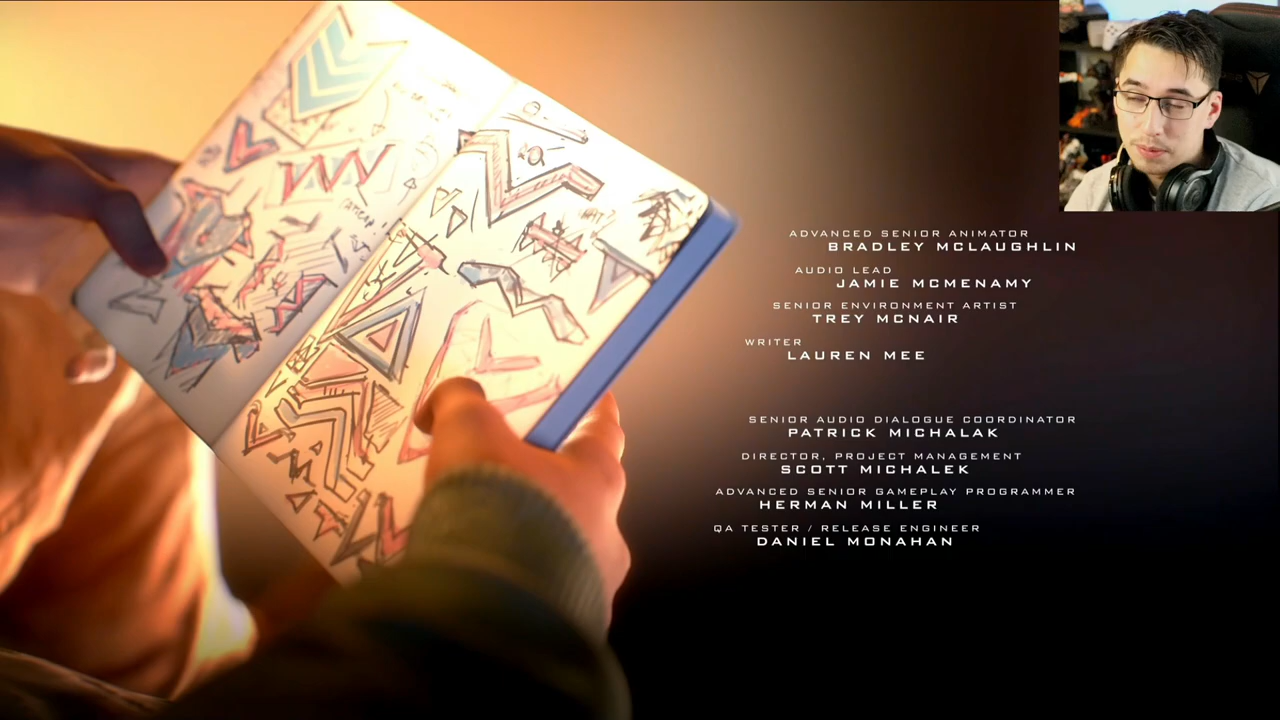 ADVANCED SENIOR ANIMATOR
BRADLEY MCLAUGHLIN
AUDIO LEAD
JAMIE MCMENAMY
SENIOR ENVIRONMENT ARTIST
TREY MCNAIR
WRITER
LAUREN MEE
SENIOR AUDIO DIALOGUE COORDINATOR
PATRICK MICHALAK
DIRECTOR, PROJECT MANAGEMENT
SCOTT MICHALEK
ADVANCED SENIOR GAMEPLAY PROGRAMMER
HERMAN MILLER
QA TESTER / RELEASE ENGINEER
DANIEL MONAHAN